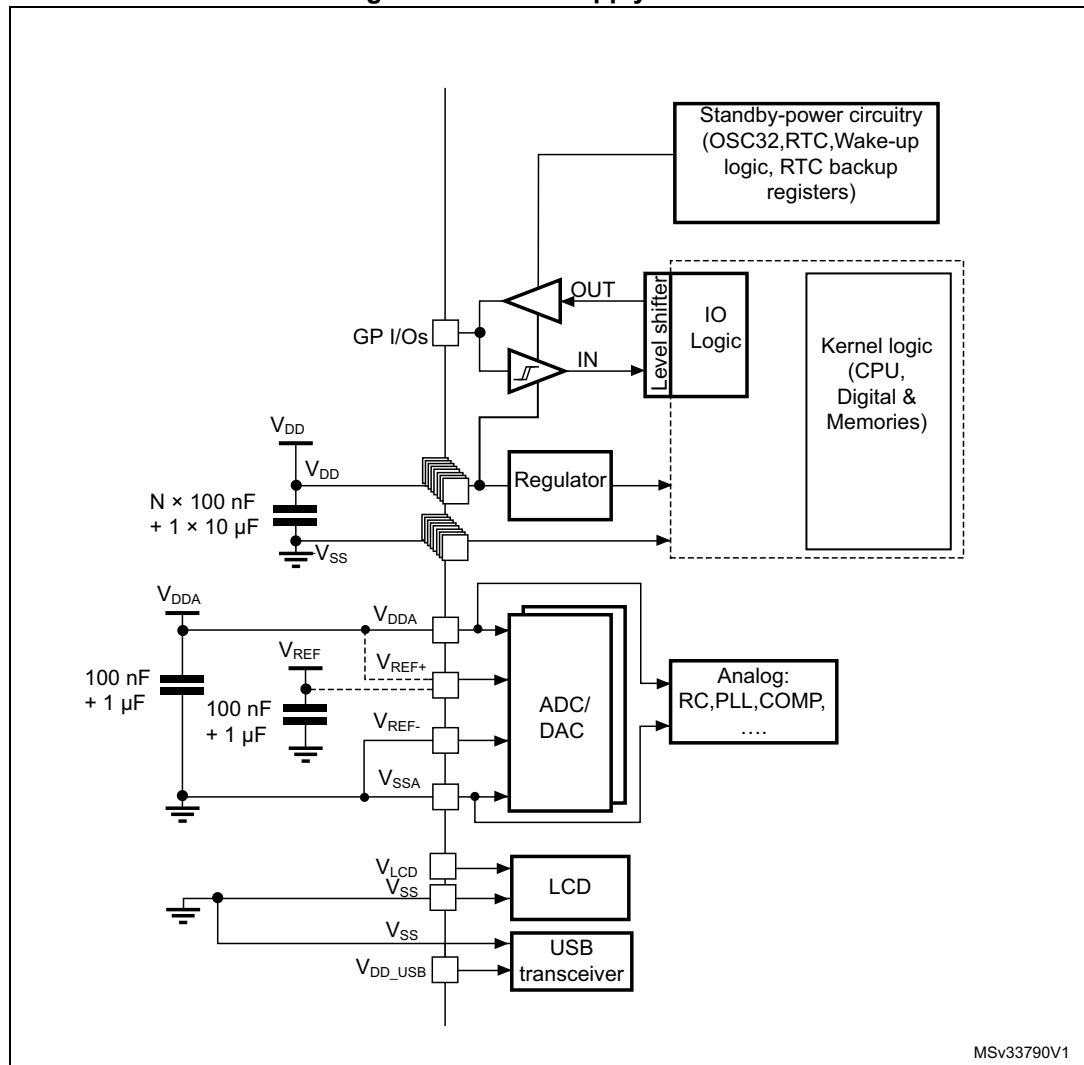 Standby-power circuitry
(OSC32,RTC,Wake-up
logic, RTC backup
registers)
OUT
GP I/Os
IN
Level shifter
IO
Logic
Kernel logic
(CPU,
Digital &
Memories)
VDD
VDD
N × 100 nF
+ 1 × 10 µF
Regulator
VSS
VDDA
VDDA
VREF
VREF+
100 nF
+ 1 µF
100 nF
+ 1 µF
VREF-
ADC/
DAC
Analog:
RC,PLL,COMP,
....
VSSA
VLCD
VSS
LCD
VSS
USB
transceiver
VDD_USB
MSv33790V1